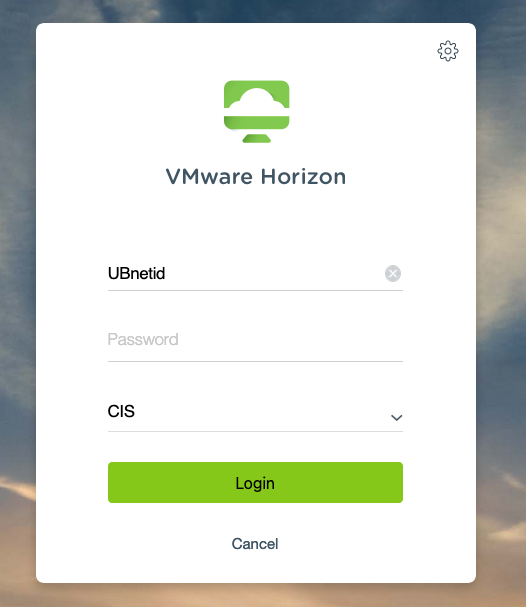 VMware Horizon
UBnetid
Password
CIS
Login
Cancel